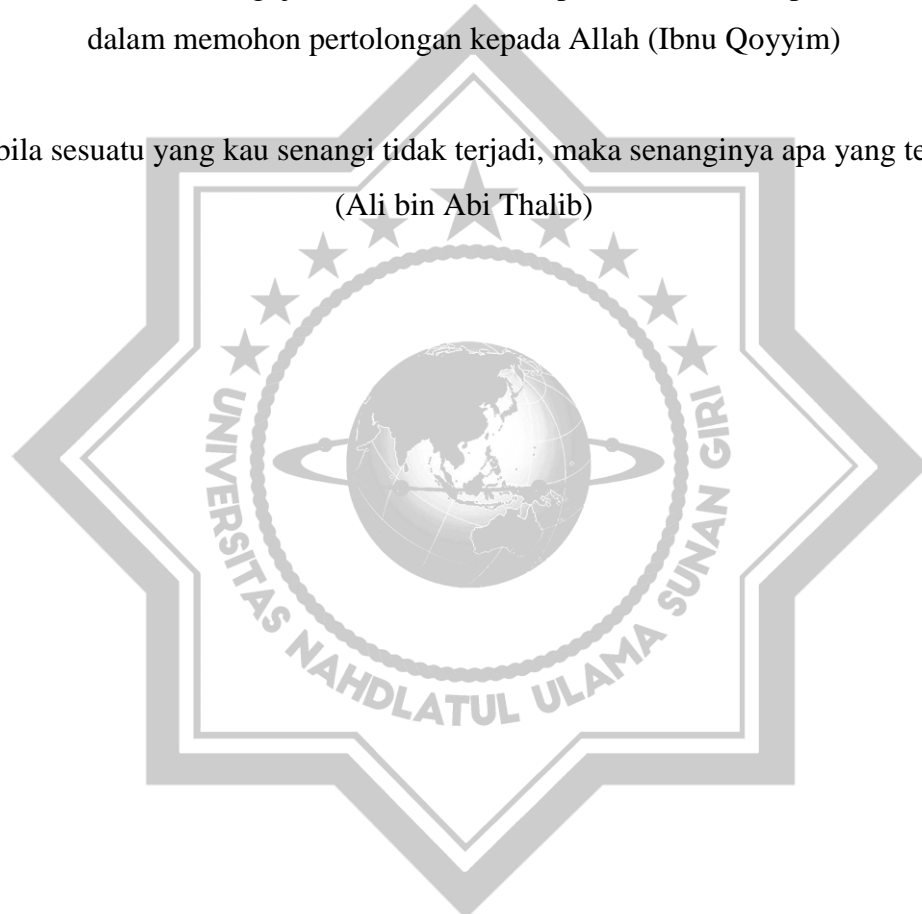 dalam memohon pertolongan kepada Allah (Ibnu Qoyyim)
bila sesuatu yang kau senangi tidak terjadi, maka senanginya apa yang te
(Ali bin Abi Thalib)
UNIVERSITAS NAHDLATUL ULAMA SUNAN GIRI